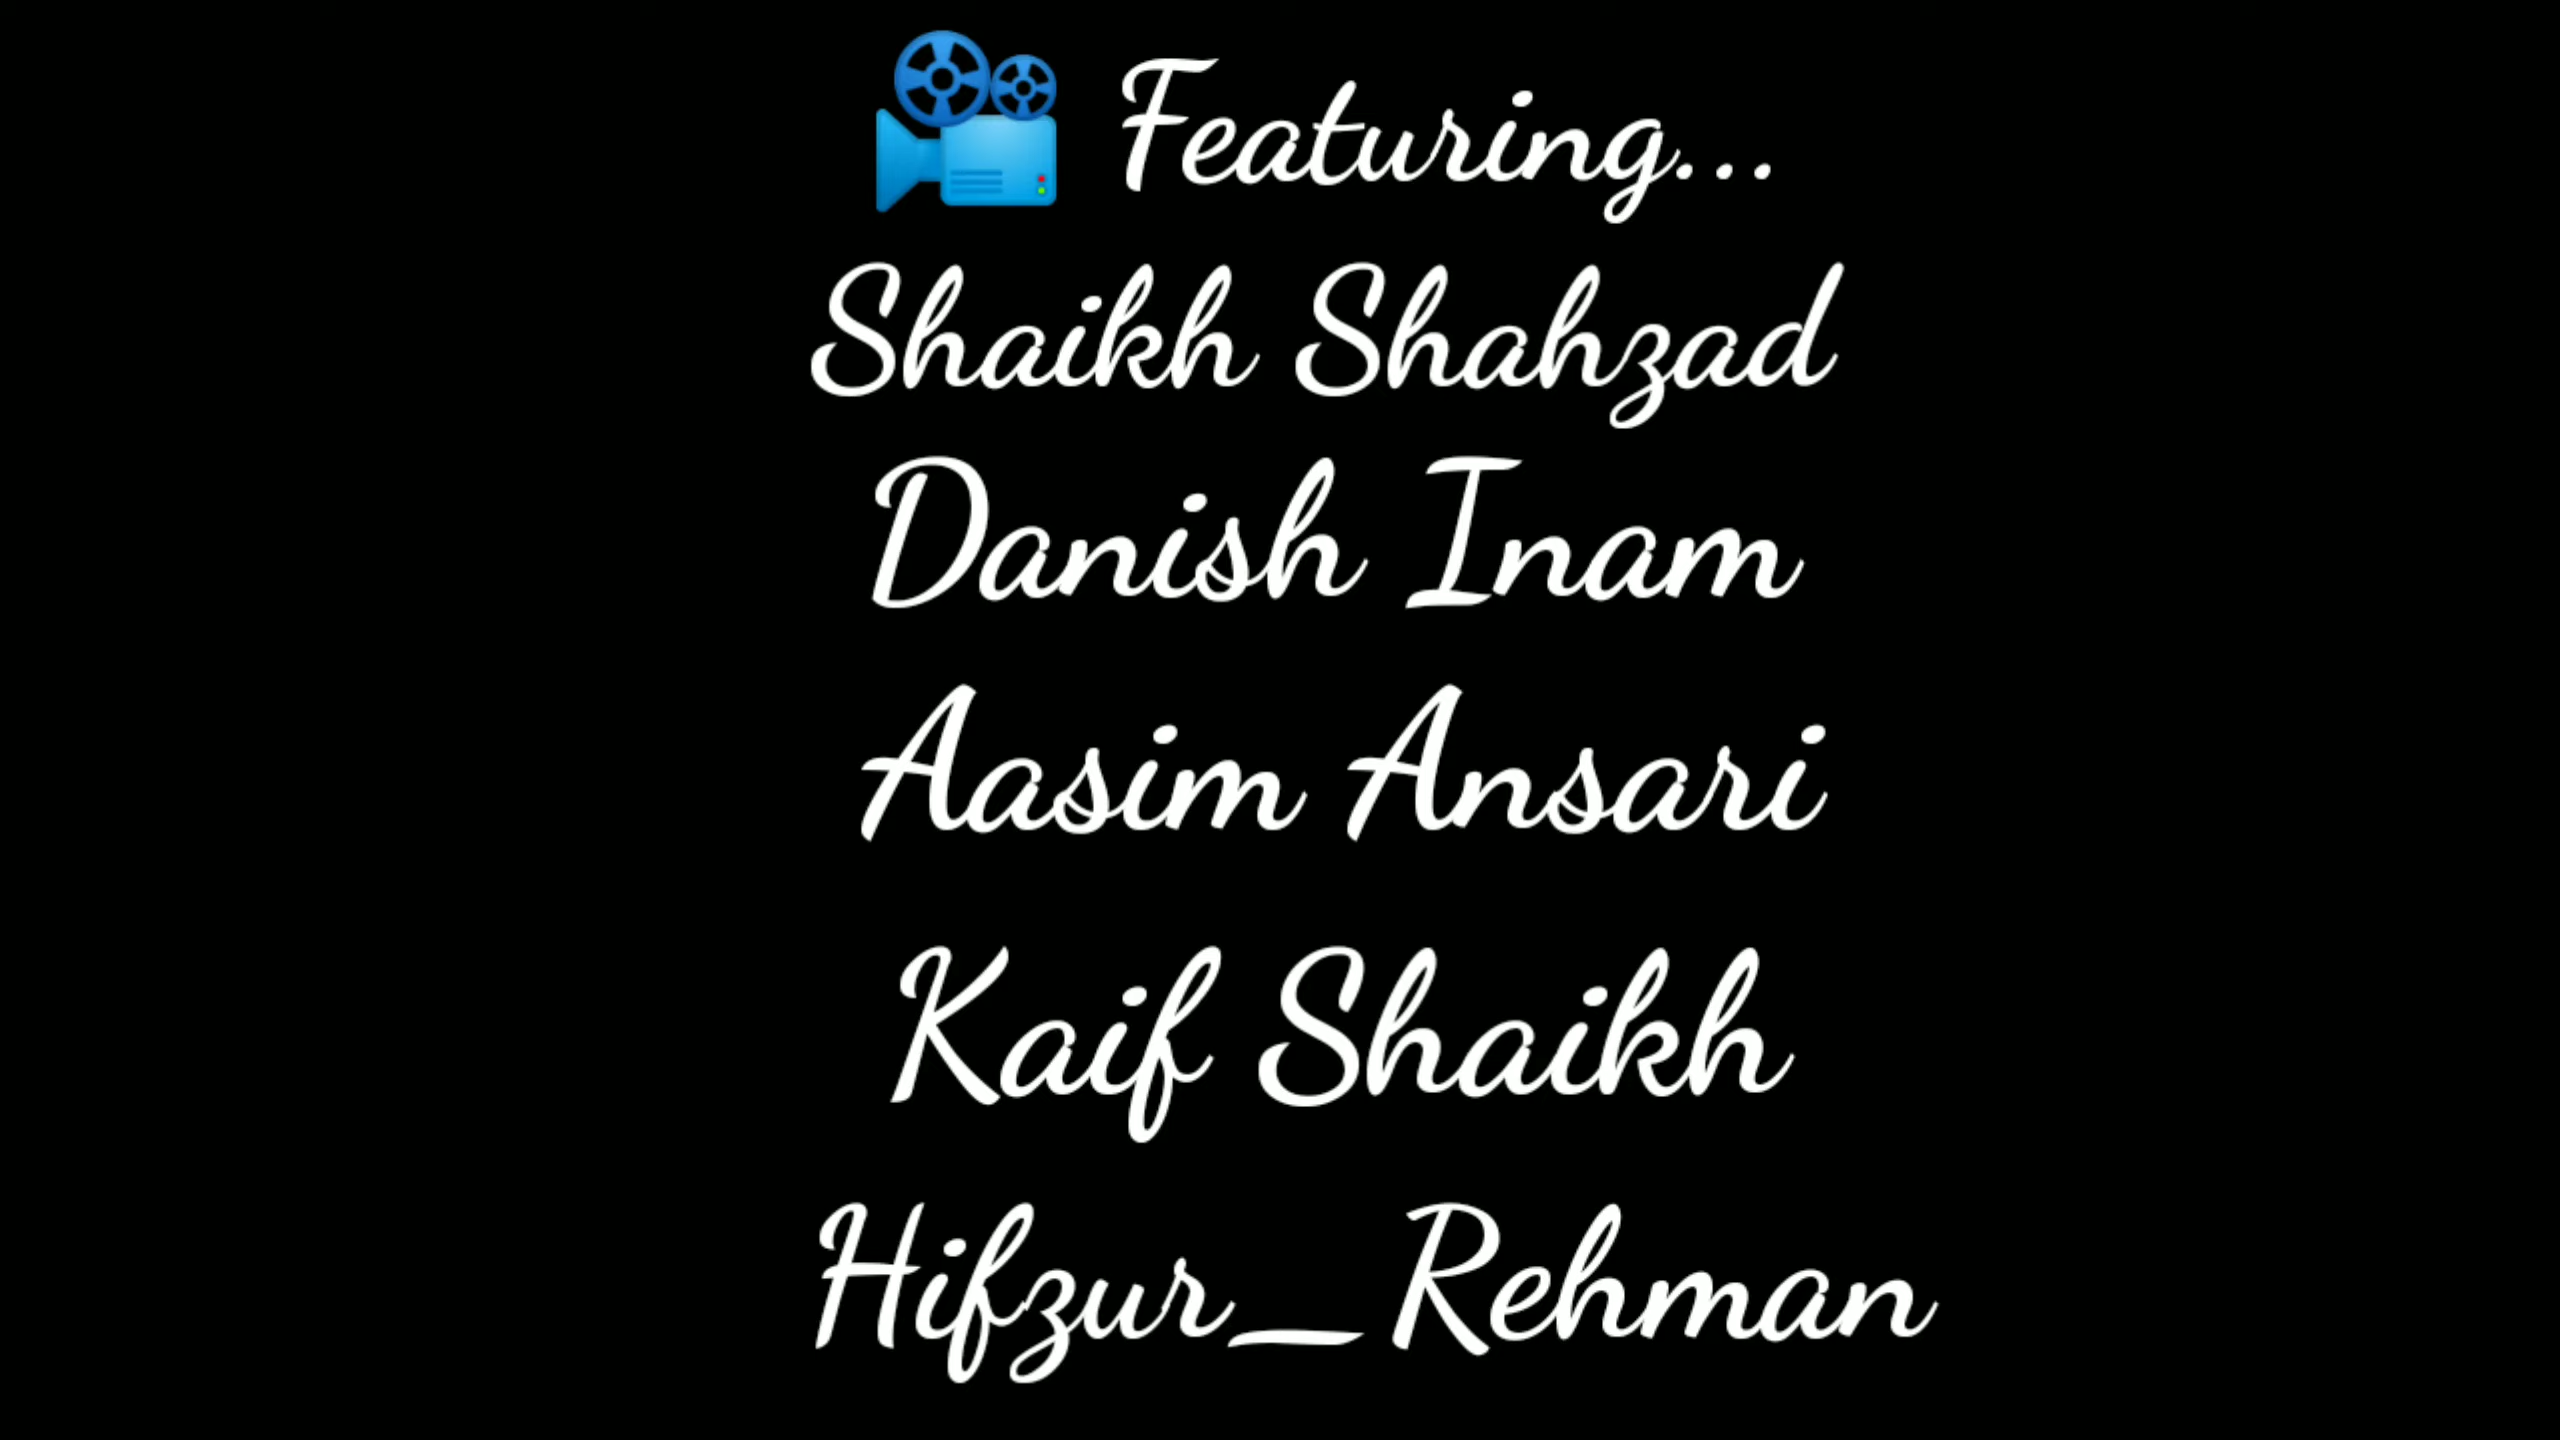 Featuring...
Shaikh Shahzad
Danish Inam
Aasim Ansari
Kaif Shaikh
Hifzur_Rehman